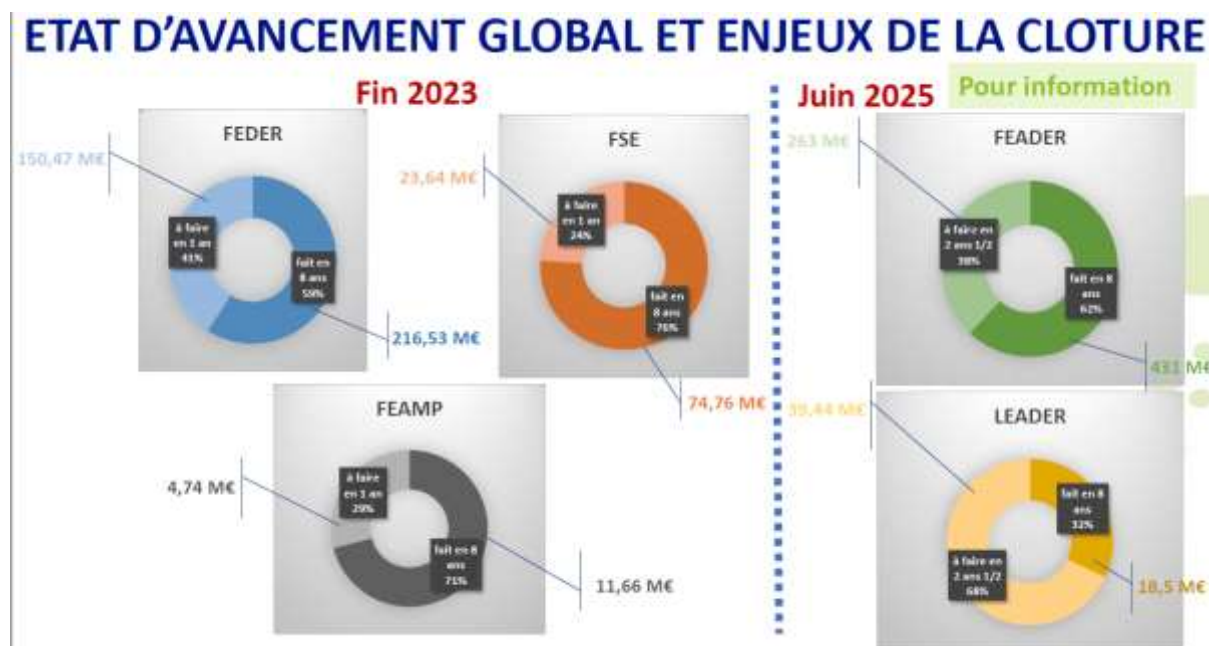 ETAT D'AVANCEMENT GLOBAL ET ENJEUX DE LA CLOTURE
Fin 2023
FEDER
150,47 M€
à faire
en 1 an
41%
fait en
8 ans
59%
216,53 M€
FSE
23,64 M€
à faire
en 1 an
24%
fait en
8 ans
76%
74,76 M€
FEAMP
4,74 M€
à faire
en 1 an
29%
fait en 8
ans
71%
11,66 M€
Juin 2025
Pour information
FEADER
263 M€
à faire en
2 ans 1/2
38%
fait en 8
ans
62%
431 M€
LEADER
39,44 M€
fait en 8
ans
32%
à faire en
2 ans 1/2
68%
18,5 M€